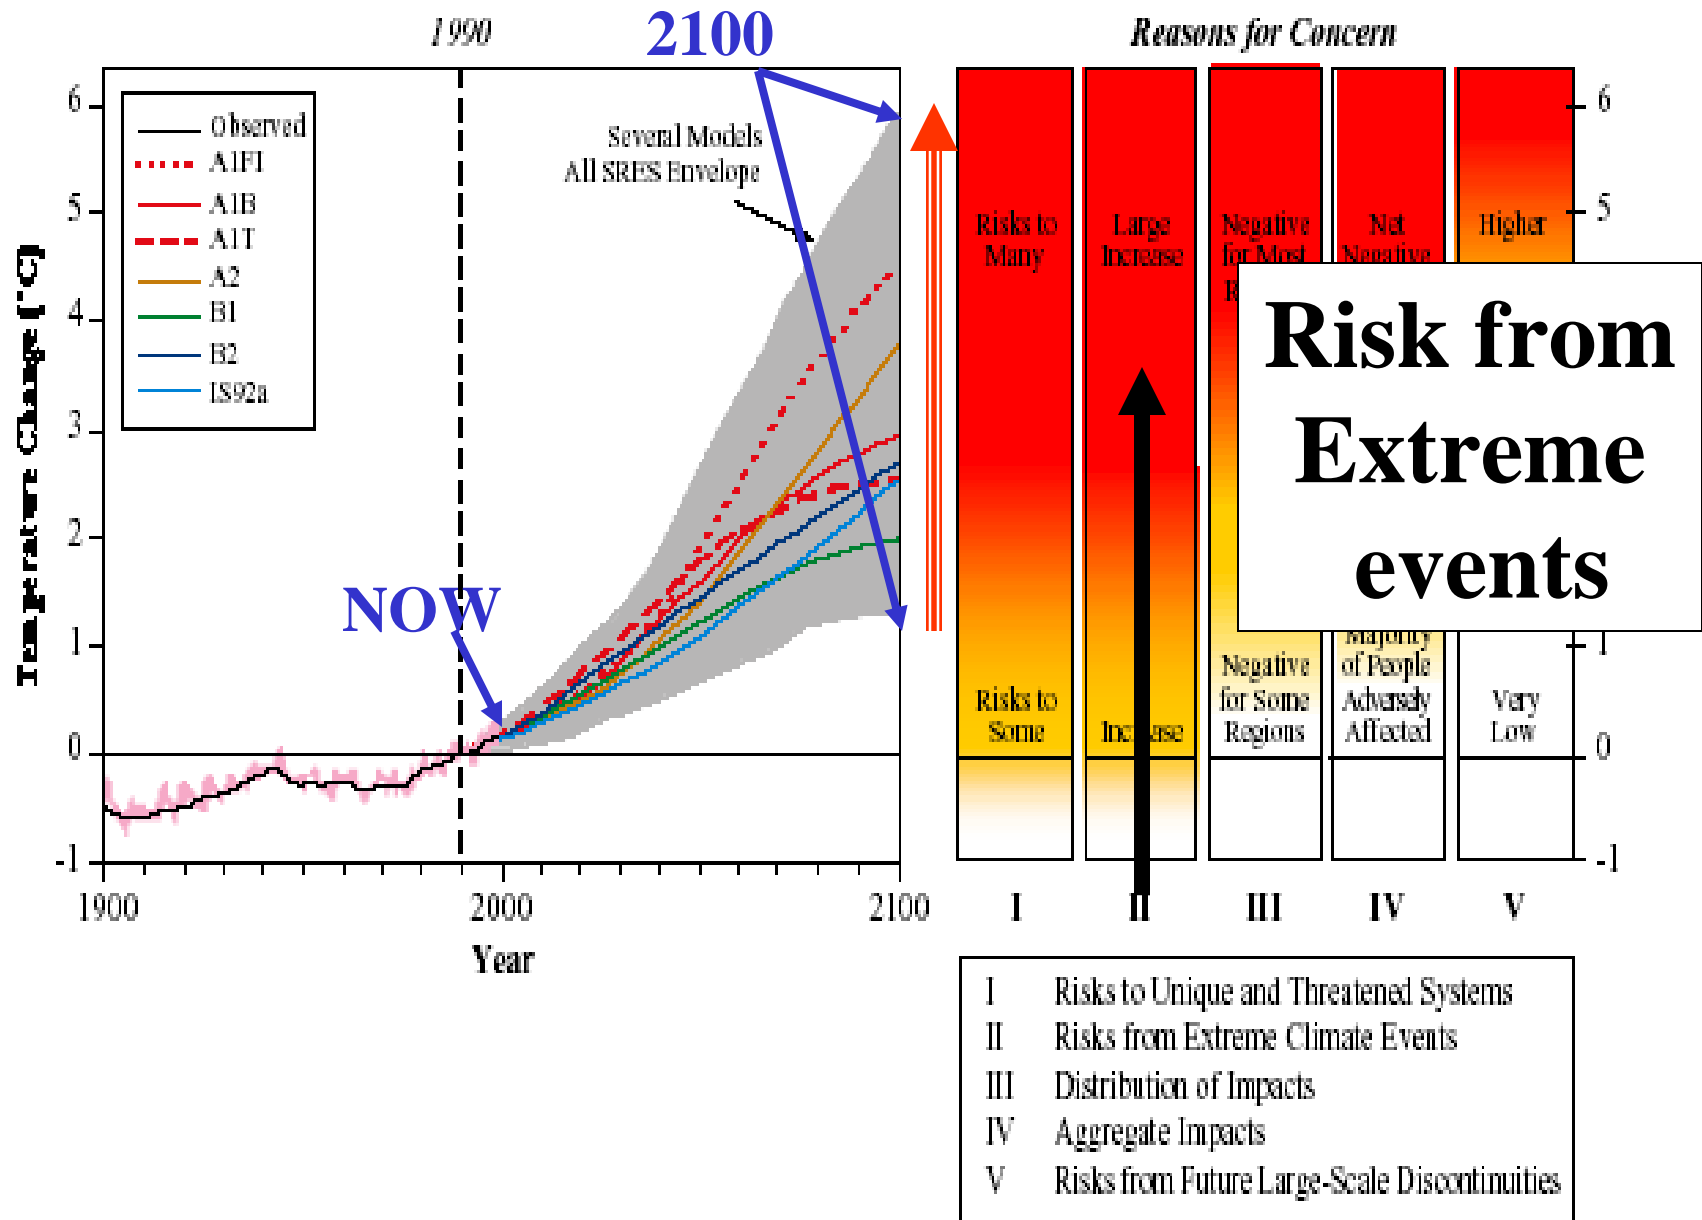 1990
2100
Reasons for Concern
Temperature Change (°C)
6
5
4
3
2
1
0
-1
Observed
A1FI
A1B
A1T
A2
B1
B2
IS92a
Several Models
All SRES Envelope
NOW
1900
2000
2100
Year
Risks to
Many
Risks to
Some
Large
Increase
Increase
Negative
for Most
Negative
for Some
Regions
Net
Negative
Majority
of People
Adversely
Affected
Higher
Very
Low
6
5
1
0
-1
Risk from
Extreme
events
I
II
III
IV
V
I Risks to Unique and Threatened Systems
II Risks from Extreme Climate Events
III Distribution of Impacts
IV Aggregate Impacts
V Risks from Future Large-Scale Discontinuities